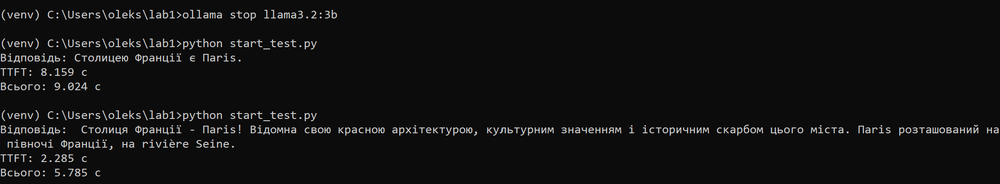 (venv) C:\Users\oleks\lab1>ollama stop llama3.2:3b
(venv) C:\Users\oleks\lab1>python start_test.py
Відповідь: Столицею Франції є Paris.
TTFT: 8.159 с
Всього: 9.024 с
(venv) C:\Users\oleks\lab1>python start_test.py
Відповідь:  Столиця Франції - Paris! Відомна свою красною архітектурою, культурним значенням і історичним скарбом цього міста. Paris розташований на
 півночі Франції, на rivière Seine.
TTFT: 2.285 с
Всього: 5.785 с